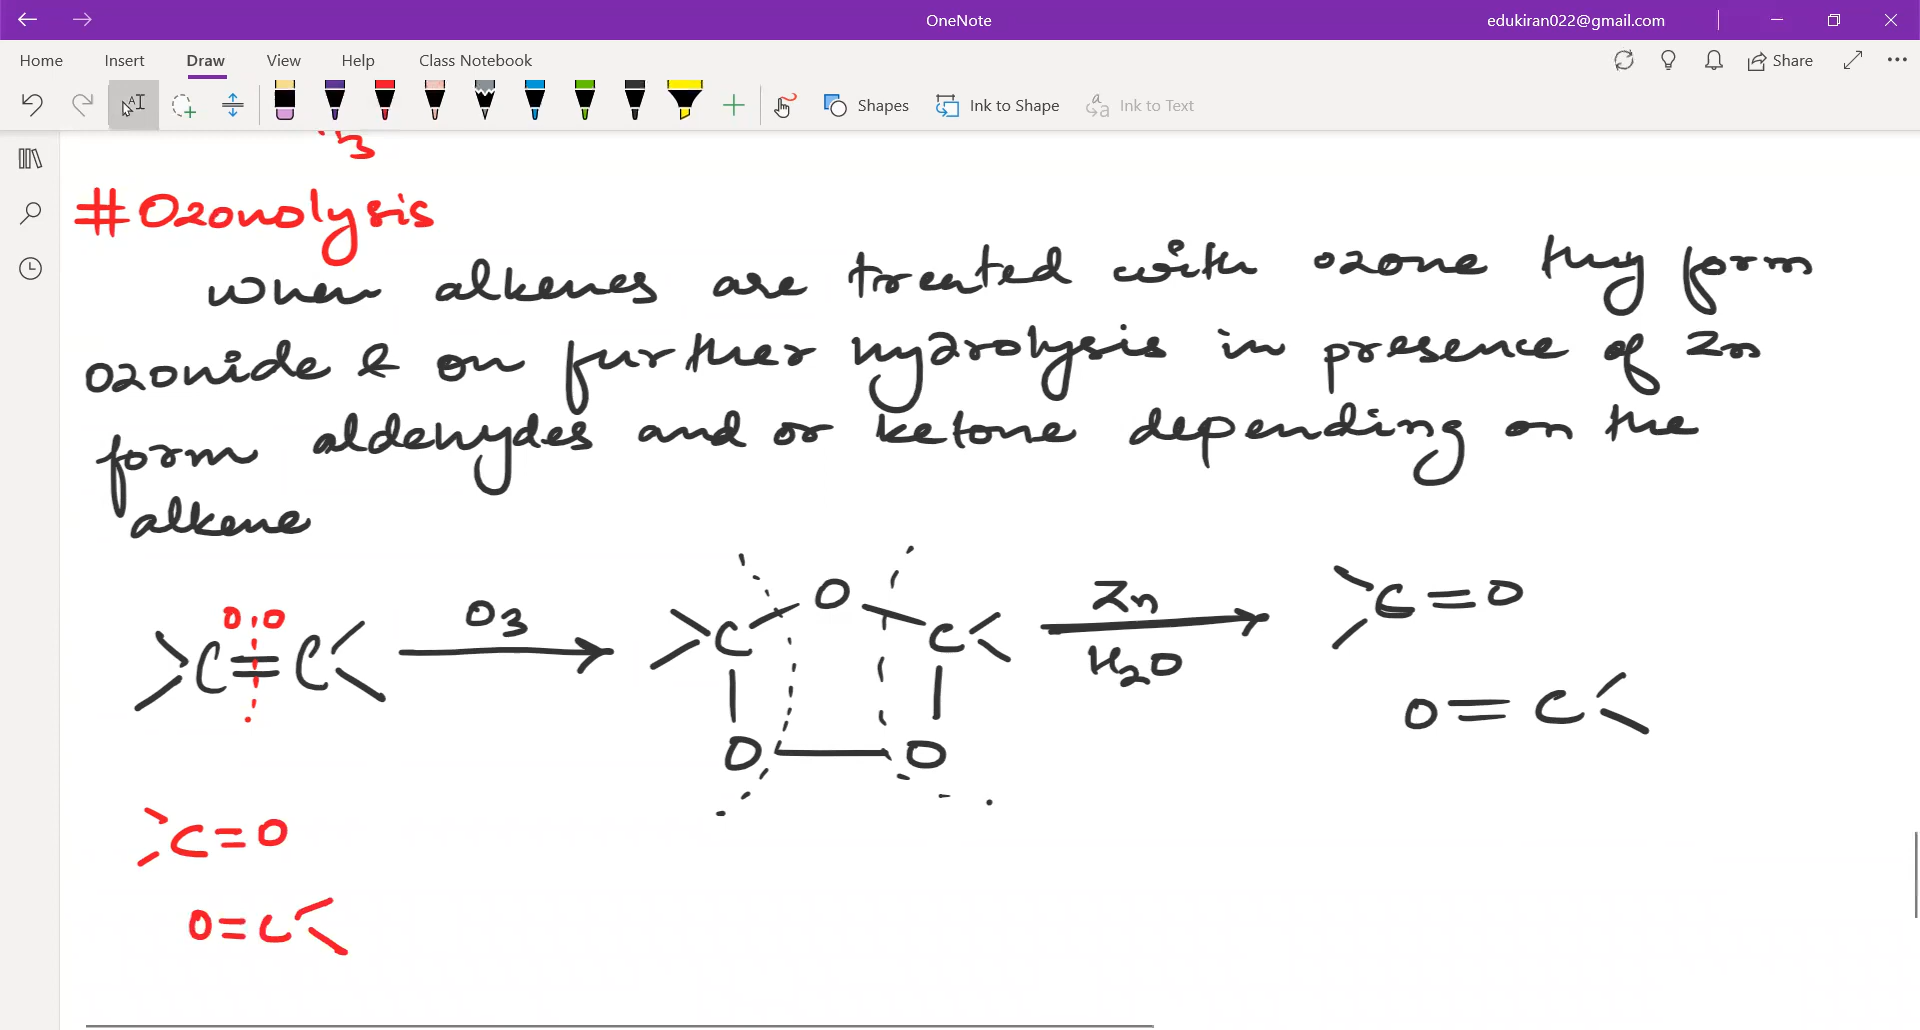 OneNote
edukiran022@gmail.com
Home Insert Draw View Help Class Notebook
Share
Shapes Ink to Shape Ink to Text
#Ozonolysis
when alkenes are treated with ozone they form
ozonide & on further hydrolysis in presence of Zn
form aldehydes and or ketone depending on the
alkene
O O
C=C
O3
O
C C
O O
Zn
H2O
C=O
O=C
C=O
O=C